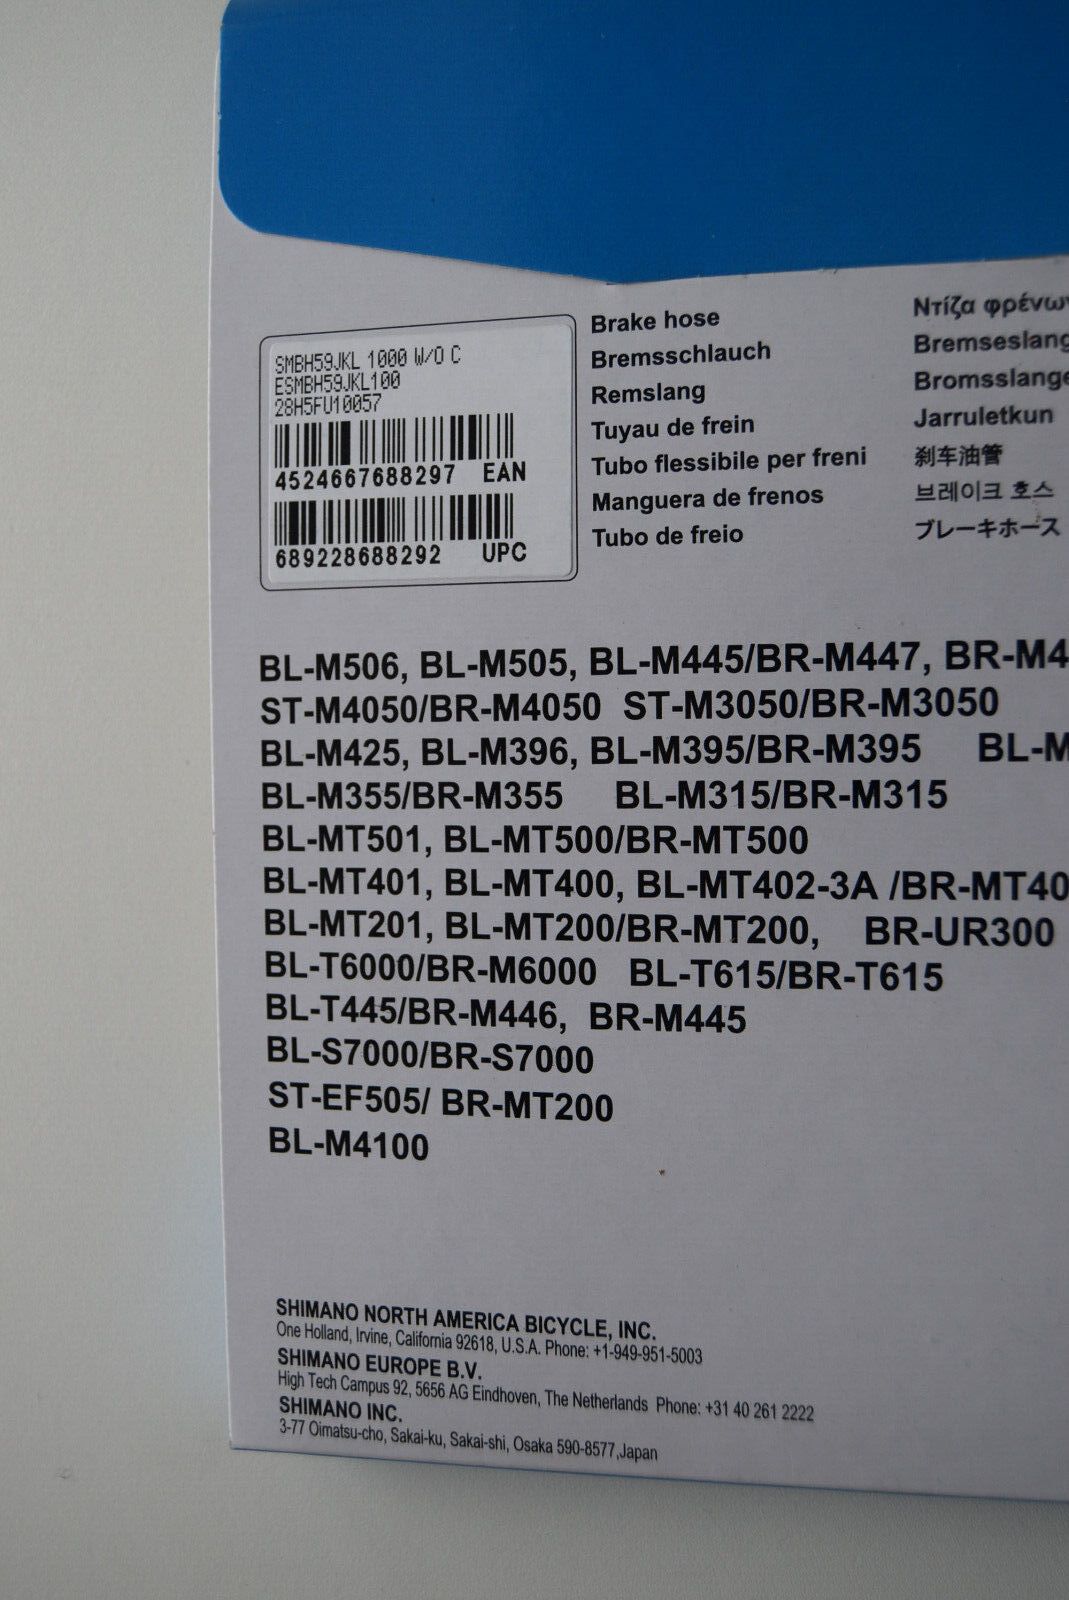 SMBH59JKL 1000 W/O C
ESMBH59JKL100
28H5FU10057
4524667688297 EAN
689228688292 UPC
Brake hose
Bremsschlauch
Remslang
Tuyau de frein
Tubo flessibile per freni
Manguera de frenos
Tubo de freio
Ντίζα φρένων
Bremseslang
Bromsslange
Jarruletkun
刹车油管
브레이크 호스
ブレーキホース
BL-M506, BL-M505, BL-M445/BR-M447, BR-M4
ST-M4050/BR-M4050 ST-M3050/BR-M3050
BL-M425, BL-M396, BL-M395/BR-M395 BL-M
BL-M355/BR-M355 BL-M315/BR-M315
BL-MT501, BL-MT500/BR-MT500
BL-MT401, BL-MT400, BL-MT402-3A /BR-MT40
BL-MT201, BL-MT200/BR-MT200, BR-UR300
BL-T6000/BR-M6000 BL-T615/BR-T615
BL-T445/BR-M446, BR-M445
BL-S7000/BR-S7000
ST-EF505/ BR-MT200
BL-M4100
SHIMANO NORTH AMERICA BICYCLE, INC.
One Holland, Irvine, California 92618, U.S.A. Phone: +1-949-951-5003
SHIMANO EUROPE B.V.
High Tech Campus 92, 5656 AG Eindhoven, The Netherlands Phone: +31 40 261 2222
SHIMANO INC.
3-77 Oimatsu-cho, Sakai-ku, Sakai-shi, Osaka 590-8577,Japan